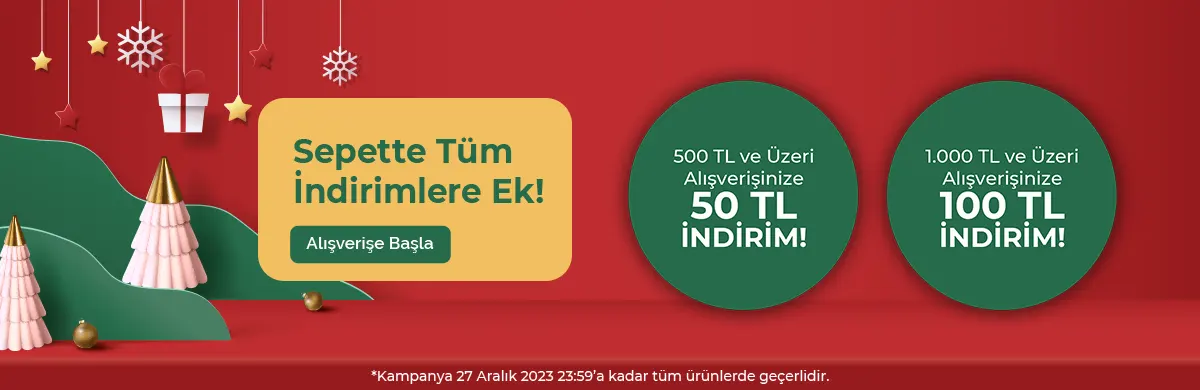 Sepette Tüm
İndirimlere Ek!
Alışverişe Başla
500 TL ve Üzeri
Alışverişinize
50 TL
İNDİRİM!
1.000 TL ve Üzeri
Alışverişinize
100 TL
İNDİRİM!
*Kampanya 27 Aralık 2023 23:59’a kadar tüm ürünlerde geçerlidir.